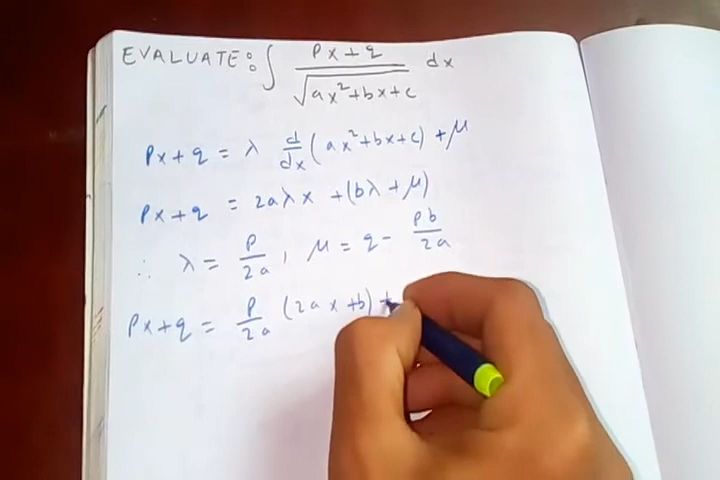 EVALUATE: ∫ px+q / √(ax²+bx+c) dx
px+q = λ d/dx (ax²+bx+c) + μ
px+q = 2aλx + (bλ+μ)
∴ λ = p/2a , μ = q - pb/2a
px+q = p/2a (2ax+b) +